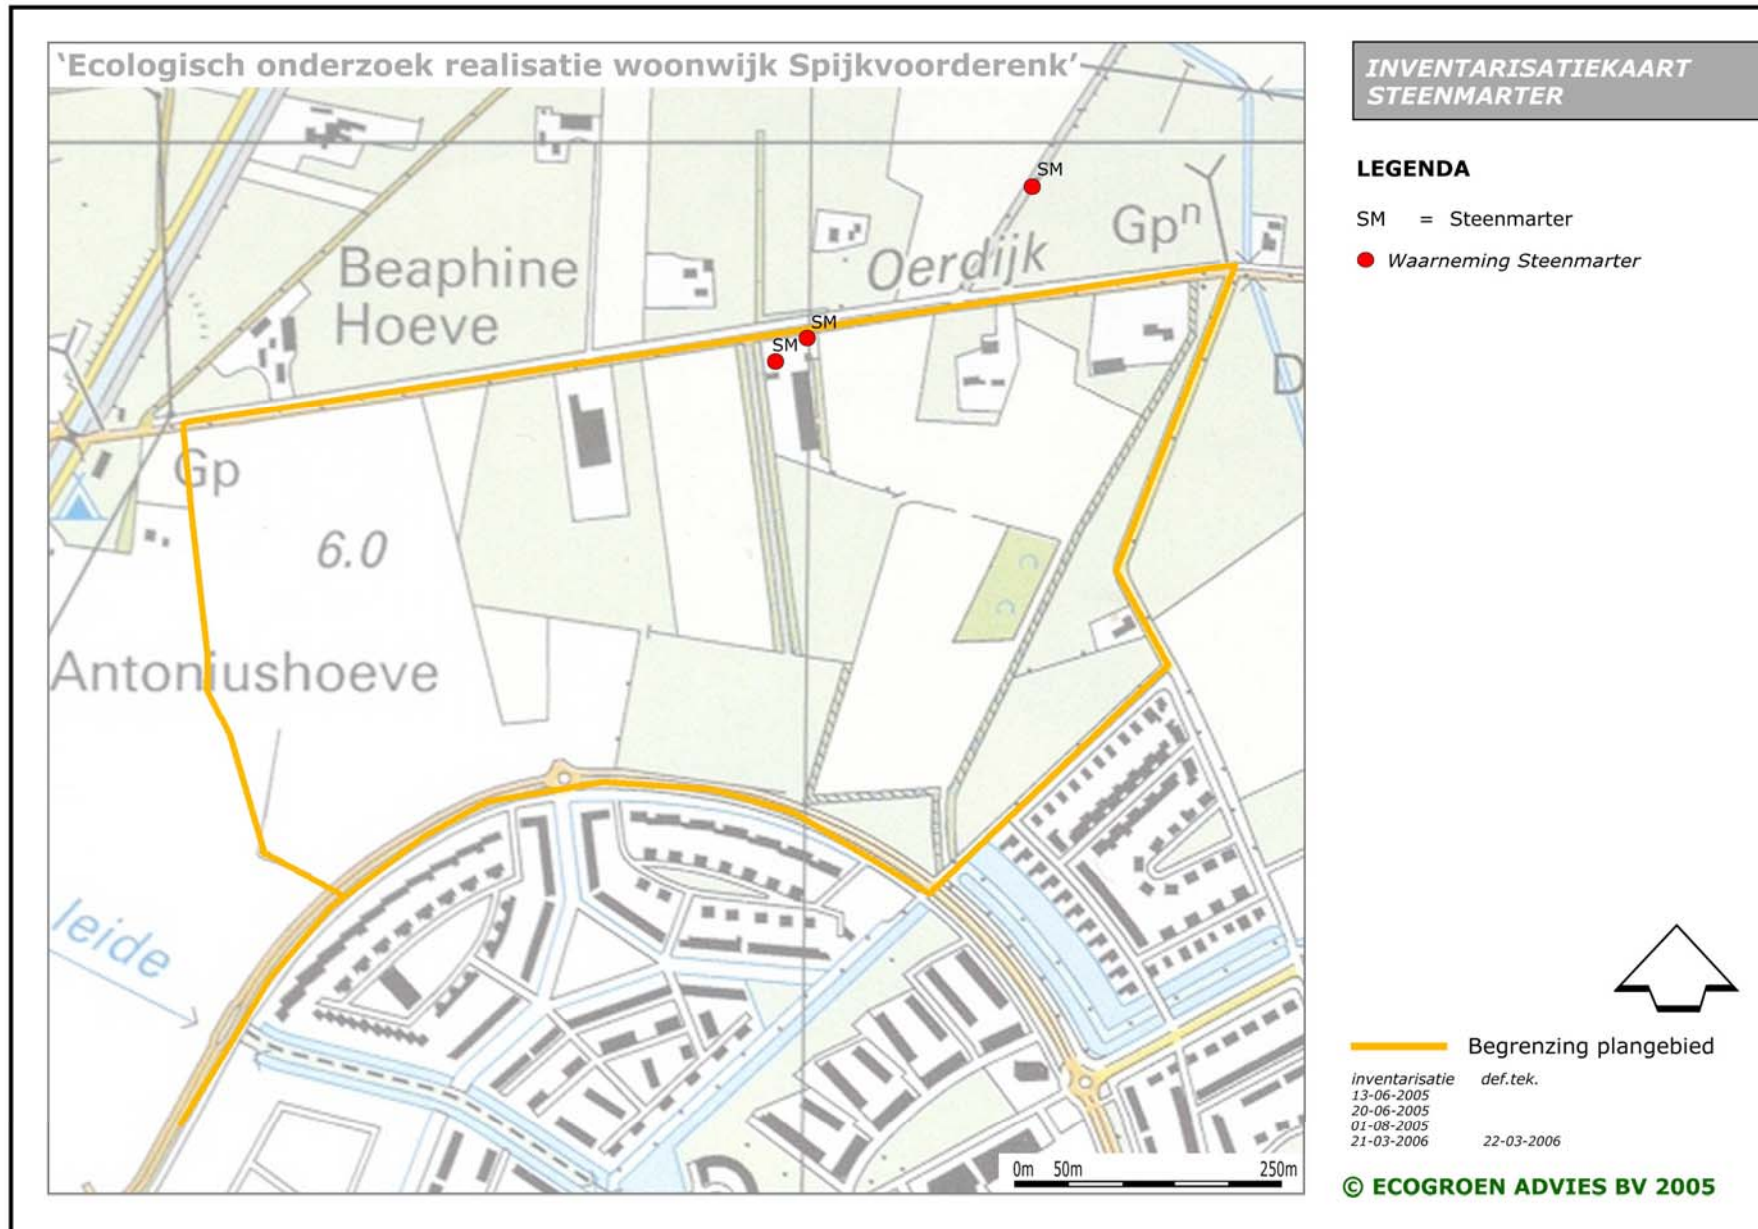 'Ecologisch onderzoek realisatie woonwijk Spijkvoorderenk'
SM
Gpⁿ
Oerdijk
Beaphine
Hoeve
SM
SM
D
Gp
6.0
Antoniushoeve
leide
0m 50m 250m
INVENTARISATIEKAART
STEENMARTER
LEGENDA
SM = Steenmarter
Waarneming Steenmarter
Begrenzing plangebied
inventarisatie def.tek.
13-06-2005
20-06-2005
01-08-2005
21-03-2006 22-03-2006
© ECOGROEN ADVIES BV 2005